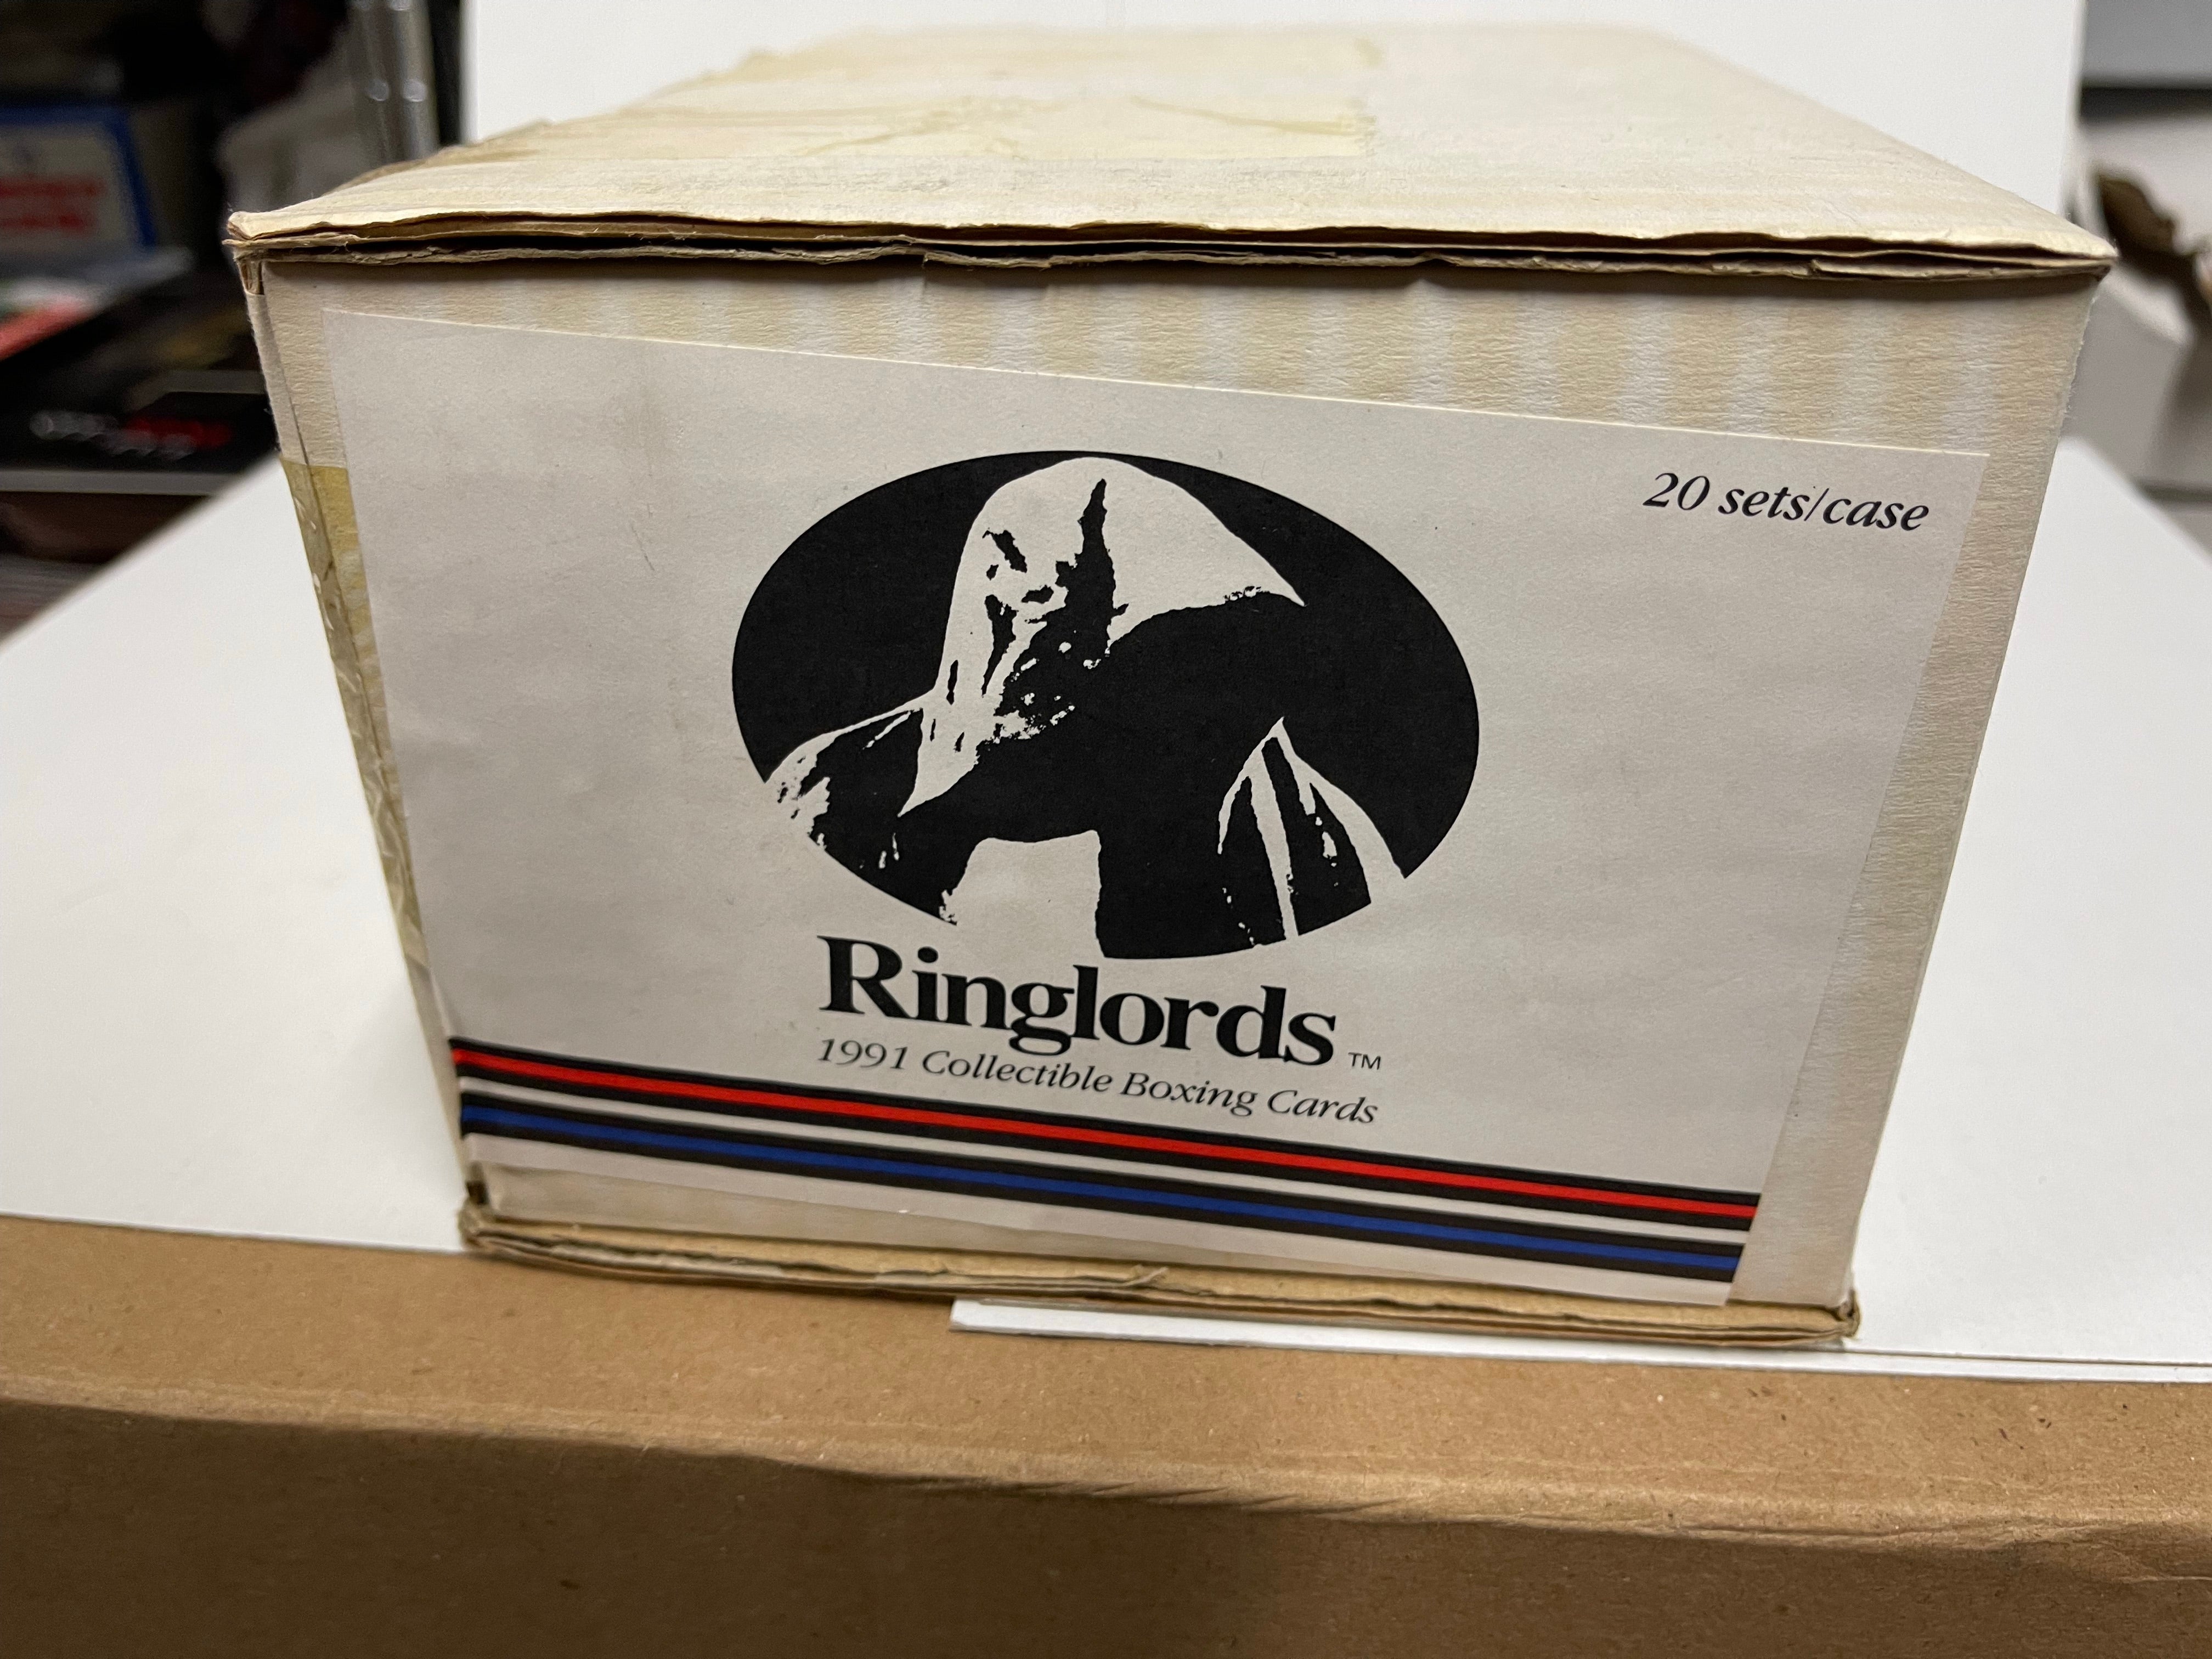 20 sets/case
Ringlords ™
1991 Collectible Boxing Cards